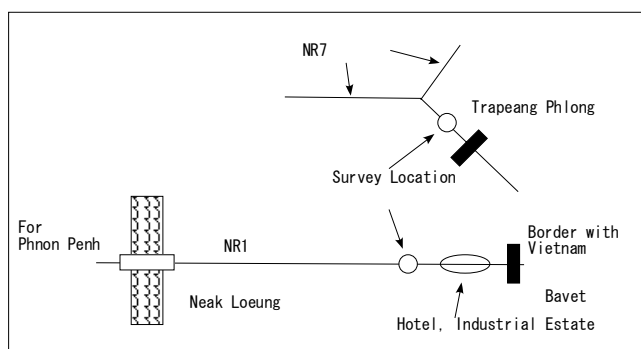 NR7
Trapeang Phlong
Survey Location
For
Phnon Penh
NR1
Border with
Vietnam
Neak Loeung
Bavet
Hotel, Industrial Estate